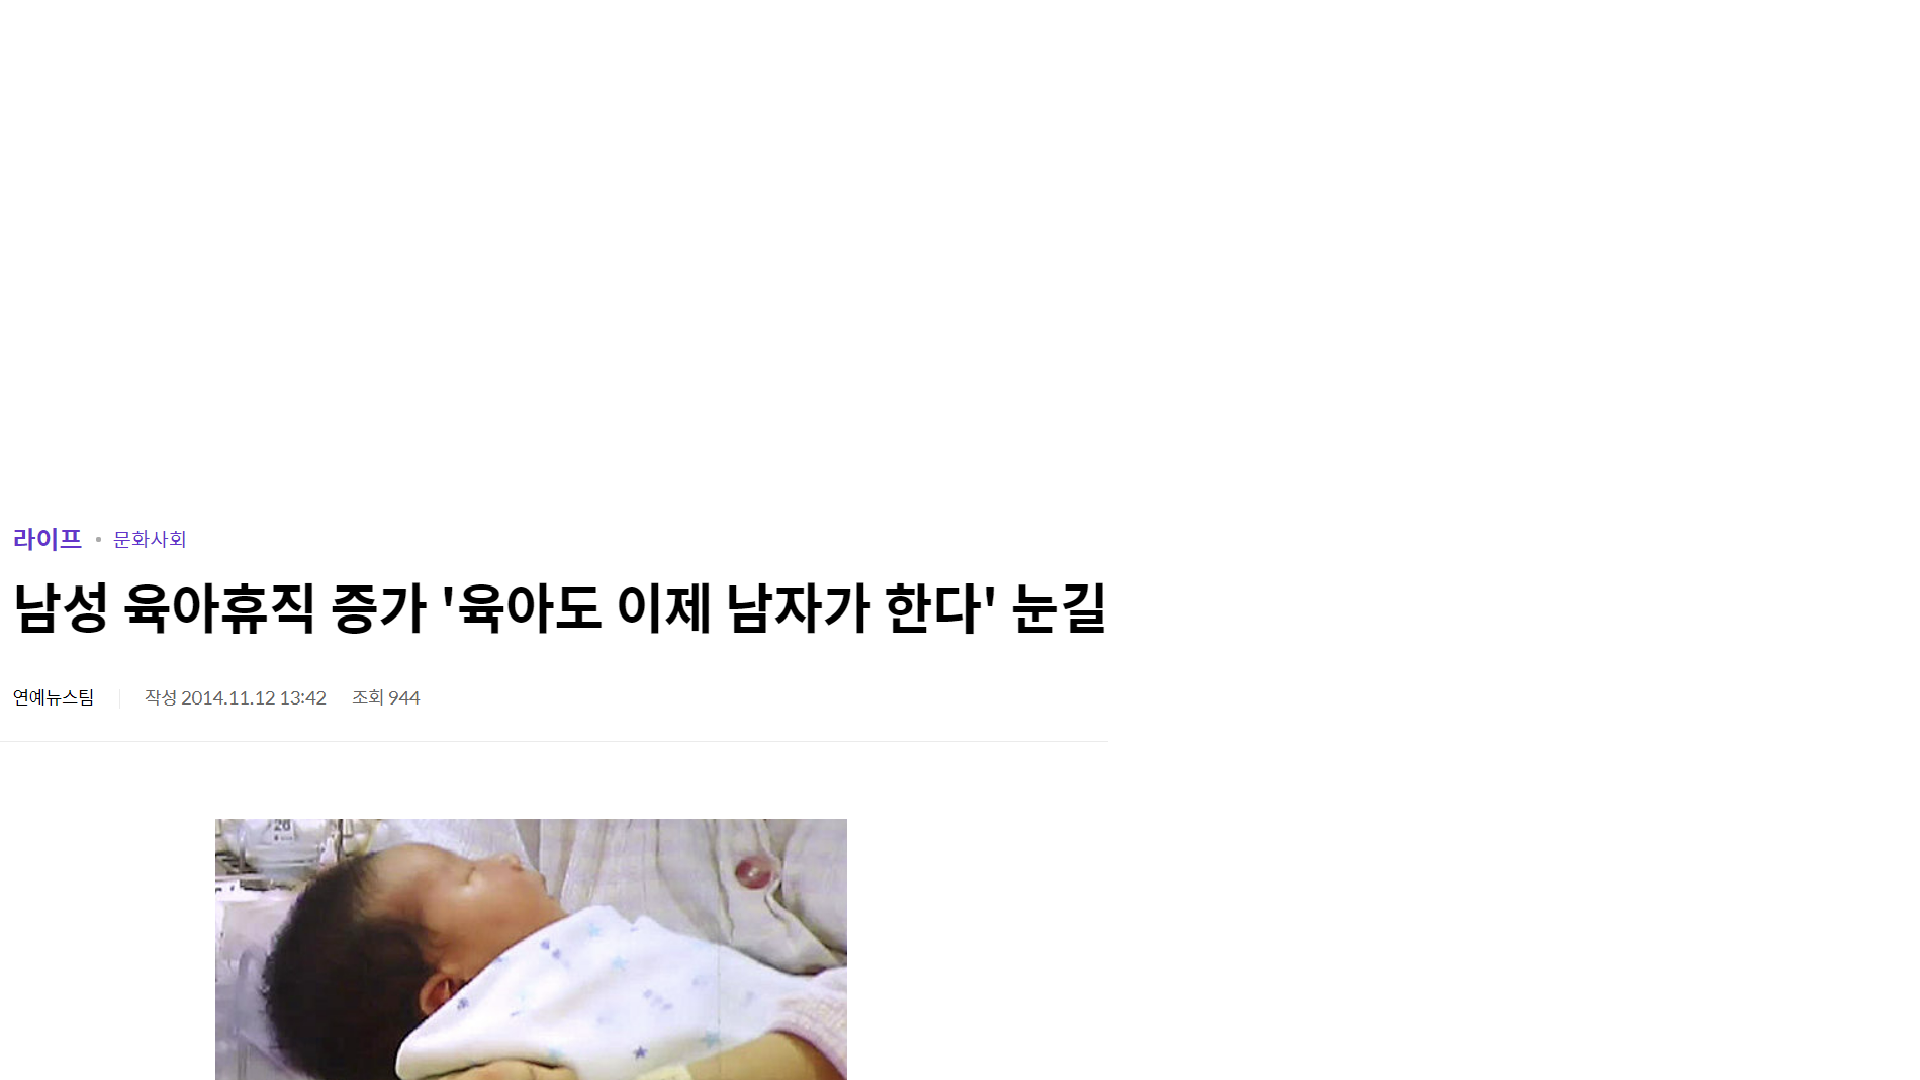 라이프 • 문화사회
남성 육아휴직 증가 '육아도 이제 남자가 한다' 눈길
연예뉴스팀 작성 2014.11.12 13:42 조회 944
26